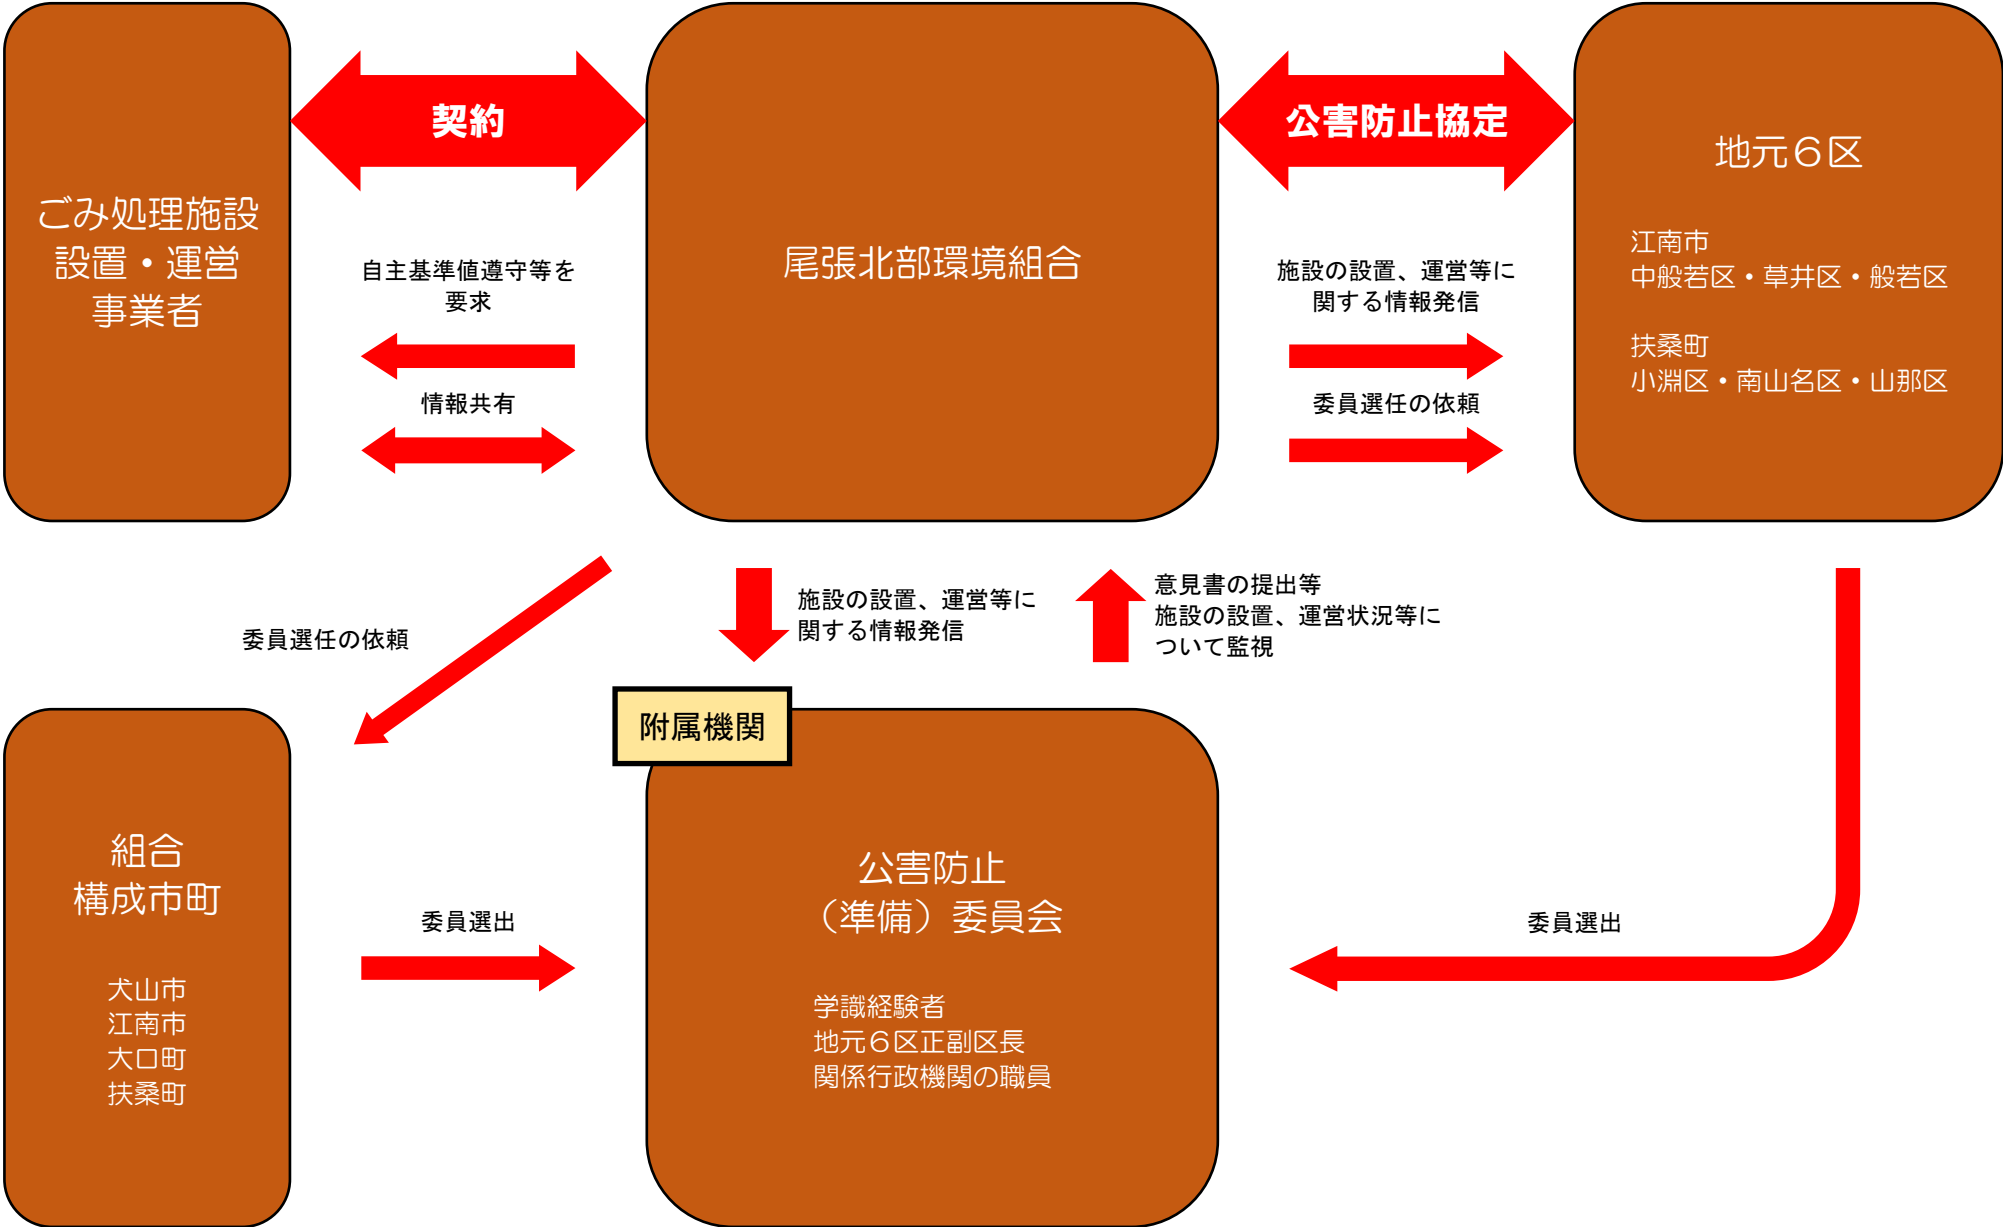 契約
公害防止協定
ごみ処理施設
設置・運営
事業者
自主基準値遵守等を
要求
情報共有
尾張北部環境組合
施設の設置、運営等に
関する情報発信
委員選任の依頼
地元６区
江南市
中般若区・草井区・般若区
扶桑町
小淵区・南山名区・山那区
委員選任の依頼
施設の設置、運営等に
関する情報発信
意見書の提出等
施設の設置、運営状況等に
ついて監視
附属機関
組合
構成市町
犬山市
江南市
大口町
扶桑町
委員選出
公害防止
（準備）委員会
学識経験者
地元６区正副区長
関係行政機関の職員
委員選出